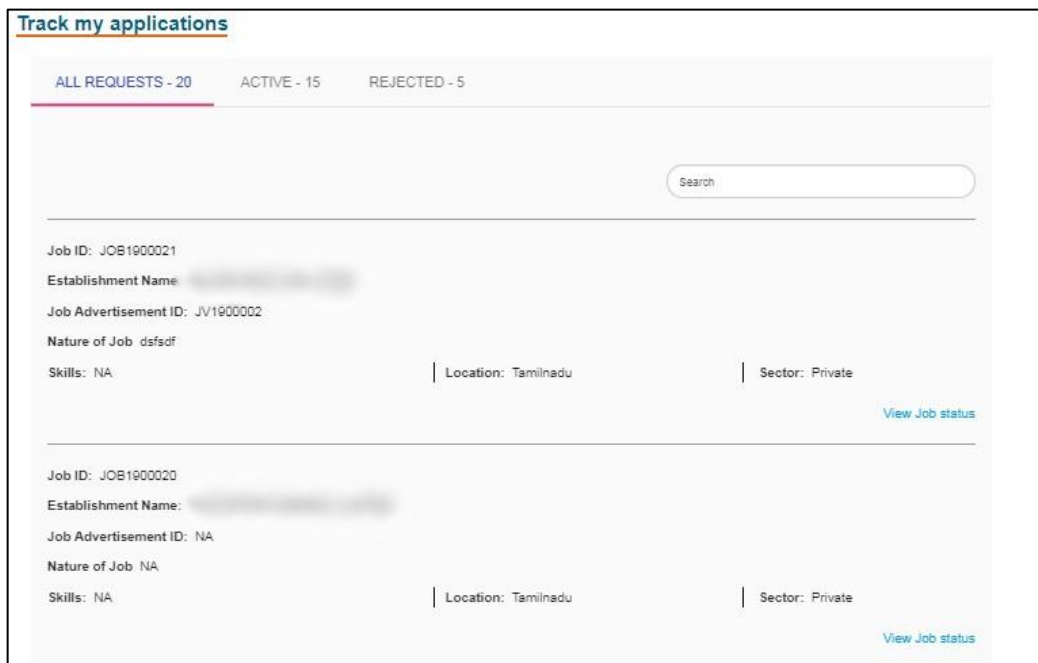 Track my applications
ALL REQUESTS - 20 ACTIVE - 15 REJECTED - 5
Search
Job ID: JOB1900021
Establishment Name
Job Advertisement ID: JV1900002
Nature of Job dsfsdf
Skills: NA Location: Tamilnadu Sector: Private
View Job status
Job ID: JOB1900020
Establishment Name:
Job Advertisement ID: NA
Nature of Job NA
Skills: NA Location: Tamilnadu Sector: Private
View Job status